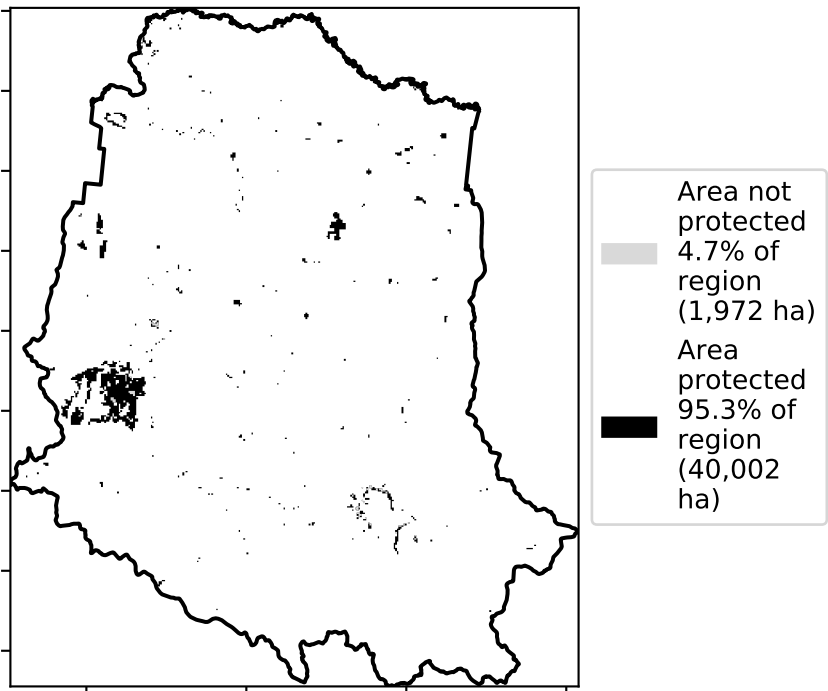 Area not
protected
4.7% of
region
(1,972 ha)
Area
protected
95.3% of
region
(40,002
ha)